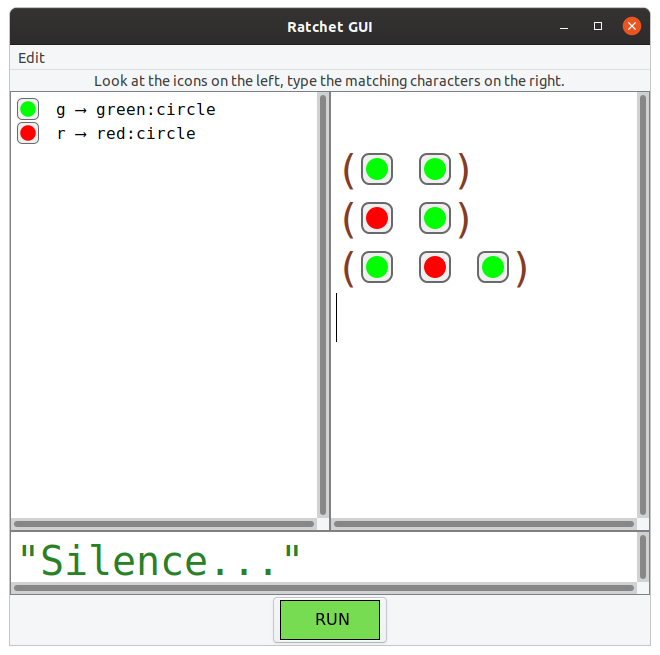 Ratchet GUI
Edit
Look at the icons on the left, type the matching characters on the right.
g → green:circle
r → red:circle
( )
( )
( )
"Silence..."
RUN